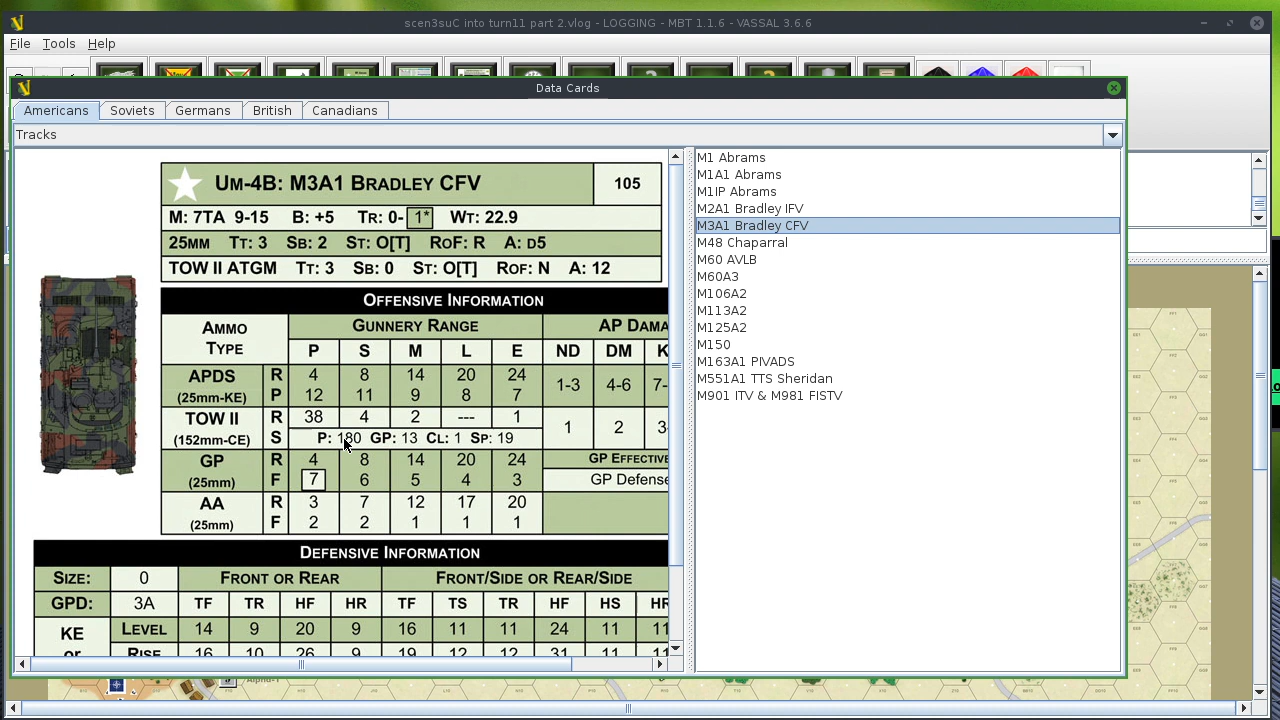 scen3suC into turn11 part 2.vlog - LOGGING - MBT 1.1.6 - VASSAL 3.6.6
File Tools Help
Data Cards
Americans Soviets Germans British Canadians
Tracks
UM-4B: M3A1 BRADLEY CFV 105
M: 7TA 9-15 B: +5 TR: 0- 1* WT: 22.9
25MM TT: 3 SB: 2 ST: O[T] ROF: R A: D5
TOW II ATGM TT: 3 SB: 0 ST: O[T] ROF: N A: 12
OFFENSIVE INFORMATION
AMMO TYPE GUNNERY RANGE AP DAMA
P S M L E ND DM K
APDS R 4 8 14 20 24 1-3 4-6 7-
(25mm-KE) P 12 11 9 8 7
TOW II R 38 4 2 --- 1 1 2 3
(152mm-CE) S P: 180 GP: 13 CL: 1 SP: 19
GP R 4 8 14 20 24 GP EFFECTIVE
(25mm) F 7 6 5 4 3 GP Defense
AA R 3 7 12 17 20
(25mm) F 2 2 1 1 1
DEFENSIVE INFORMATION
SIZE: 0 FRONT OR REAR FRONT/SIDE OR REAR/SIDE
GPD: 3A TF TR HF HR TF TS TR HF HS HR
KE LEVEL 14 9 20 9 16 11 11 24 11 11
or RISE 16 10 26 9 19 12 12 31 11 11
M1 Abrams
M1A1 Abrams
M1IP Abrams
M2A1 Bradley IFV
M3A1 Bradley CFV
M48 Chaparral
M60 AVLB
M60A3
M106A2
M113A2
M125A2
M150
M163A1 PIVADS
M551A1 TTS Sheridan
M901 ITV & M981 FISTV